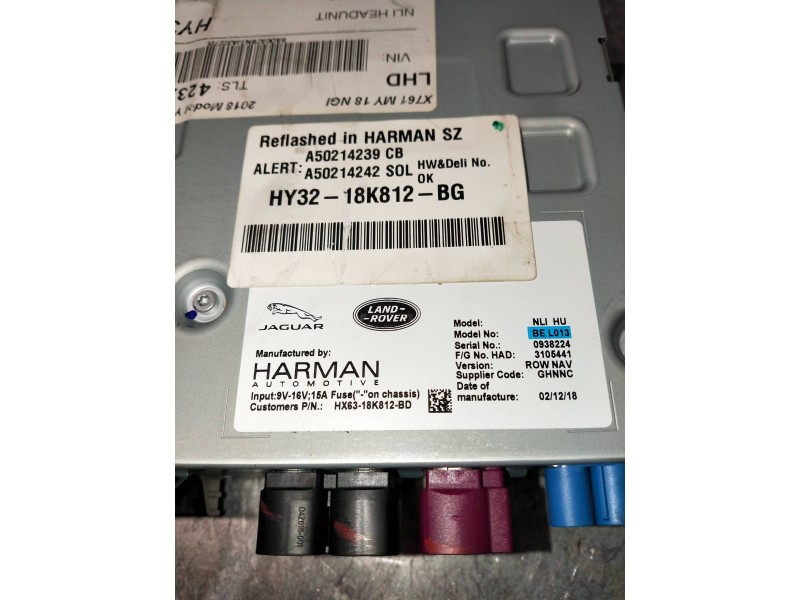 NLI HEADUNIT
HY3
VIN:
LHD
TLS: 423
X761 MY 18 NGI
2018 Model Y
Reflashed in HARMAN SZ
ALERT: A50214239 CB
A50214242 SOL HW&Deli No. OK
HY32-18K812-BG
JAGUAR
LAND-ROVER
Manufactured by:
HARMAN
AUTOMOTIVE
Input:9V-16V;15A Fuse("-"on chassis)
Customers P/N.: HX63-18K812-BD
Model: NLI HU
Model No: BE L013
Serial No.: 0938224
F/G No. HAD: 3105441
Version: ROW NAV
Supplier Code: GHNNC
Date of
manufacture: 02/12/18